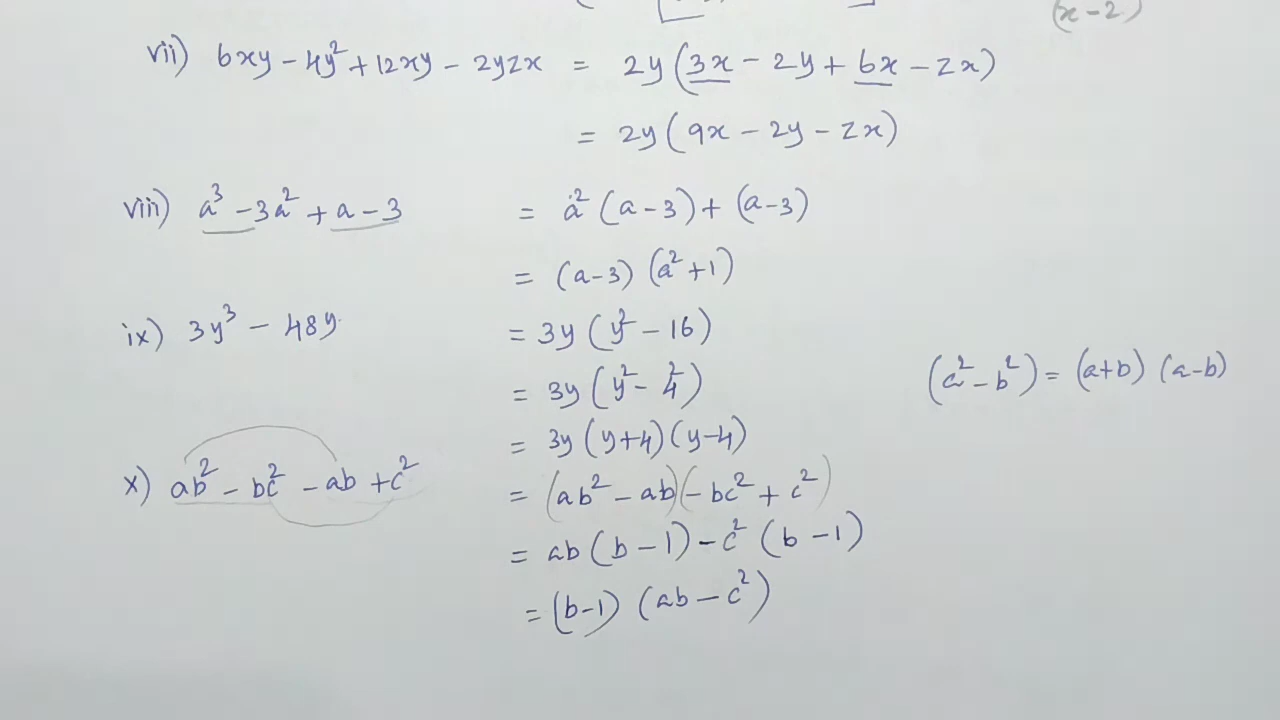 (x-2)
vii) 6xy - 4y² + 12xy - 2yzx = 2y(3x - 2y + 6x - zx)
= 2y(9x - 2y - zx)
viii) a³ - 3a² + a - 3 = a²(a-3) + (a-3)
= (a-3)(a²+1)
ix) 3y³ - 48y = 3y(y² - 16)
= 3y(y² - 4²)
(a² - b²) = (a+b)(a-b)
= 3y(y+4)(y-4)
x) ab² - bc² - ab + c² = (ab² - ab)(- bc² + c²)
= ab(b-1) - c²(b-1)
= (b-1)(ab - c²)